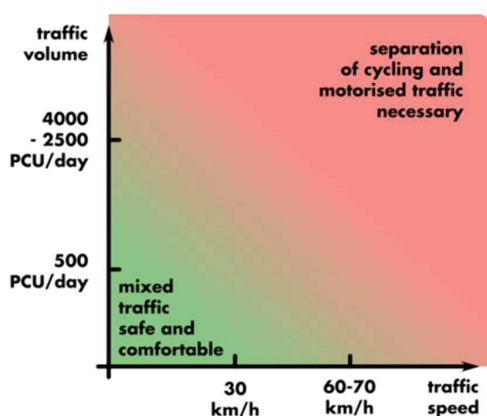 traffic
volume
separation
of cycling and
motorised traffic
necessary
4000
- 2500
PCU/day
500
PCU/day
mixed
traffic
safe and
comfortable
30
km/h
60-70
km/h
traffic
speed